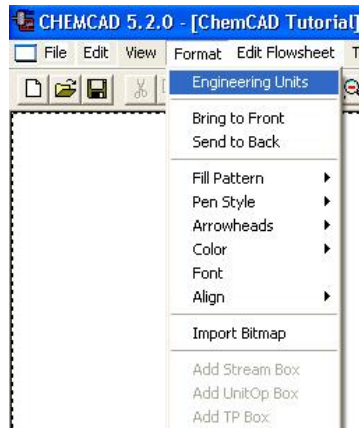 CHEMCAD 5.2.0 - [ChemCAD Tutorial]
File Edit View Format Edit Flowsheet T
Engineering Units
Bring to Front
Send to Back
Fill Pattern
Pen Style
Arrowheads
Color
Font
Align
Import Bitmap
Add Stream Box
Add UnitOp Box
Add TP Box